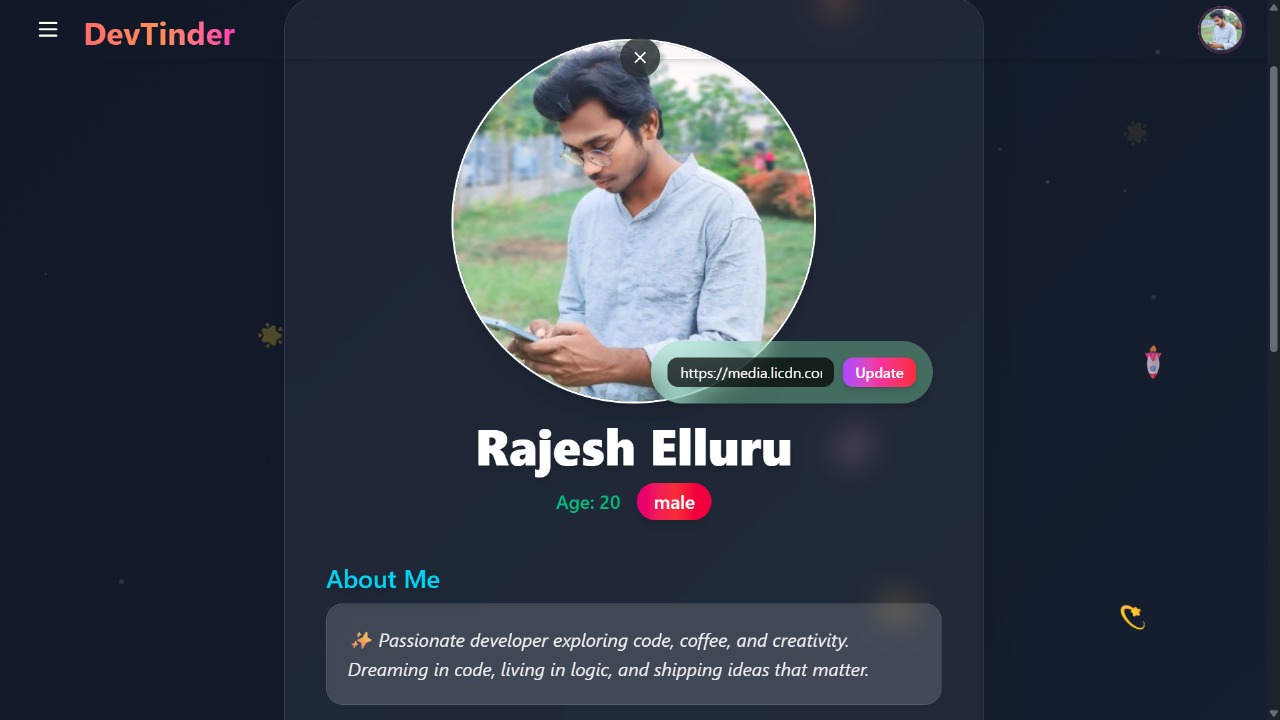 DevTinder
https://media.licdn.co
Update
Rajesh Elluru
Age: 20 male
About Me
✨ Passionate developer exploring code, coffee, and creativity.
Dreaming in code, living in logic, and shipping ideas that matter.